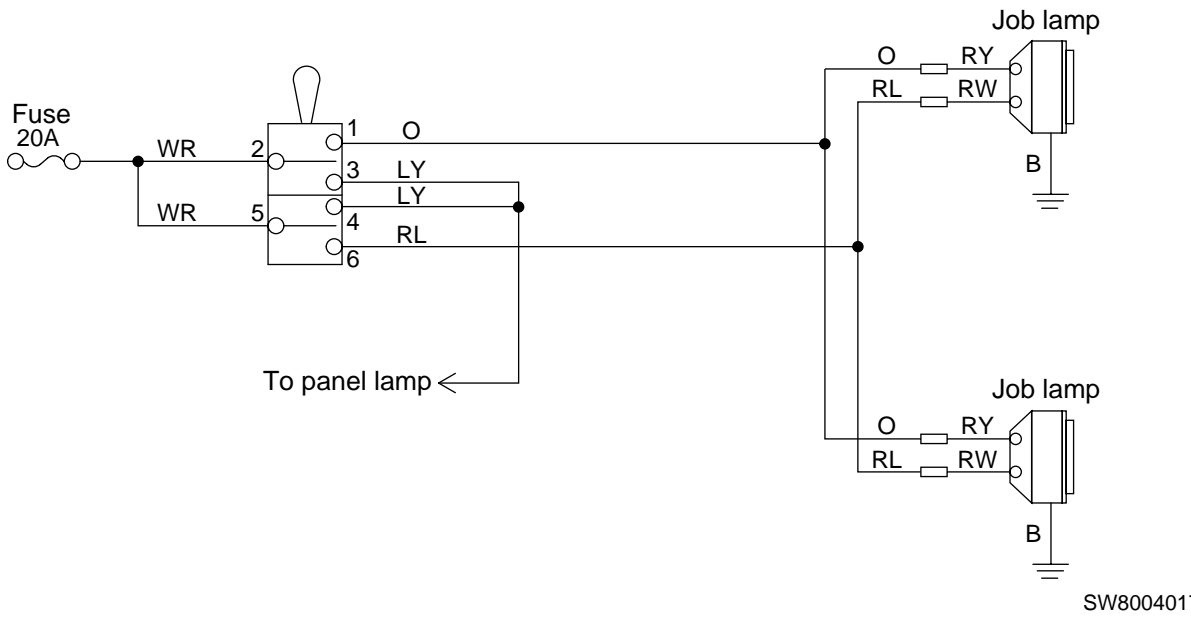 Job lamp
O RY
RL RW
B
Fuse
20A
WR 2 1 O
3 LY
LY
WR 5 4
RL
6
To panel lamp
Job lamp
O RY
RL RW
B
SW8004017